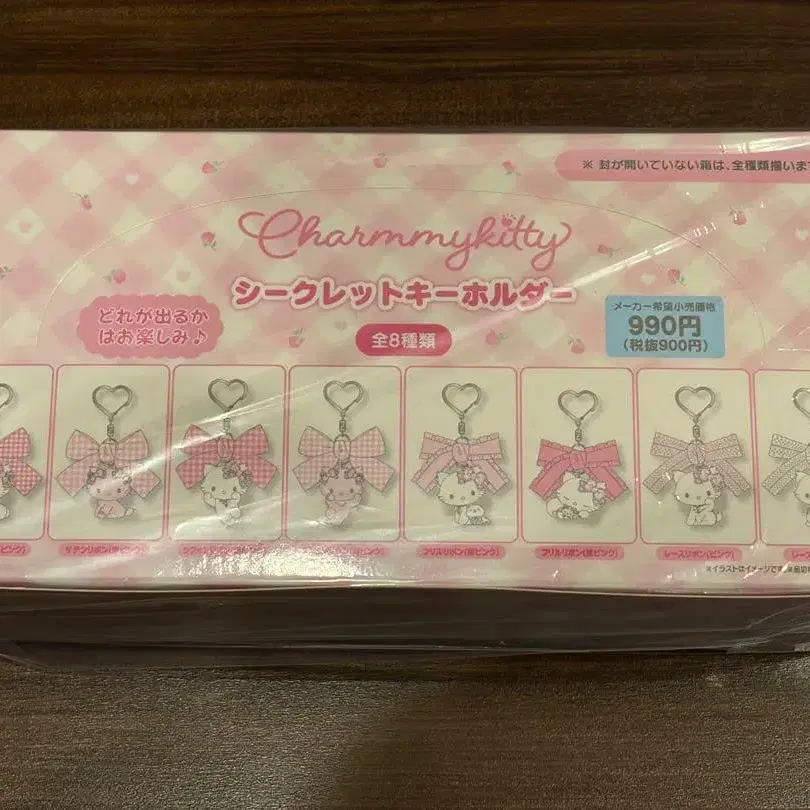 ※ 封が開いていない箱は、全種類揃いま
Charmmykitty
シークレットキーホルダー
どれが出るか
はお楽しみ♪
全8種類
メーカー希望小売価格
990円
(税抜900円)
ピンク)
サテンリボン(
フリルリボン(
フリルリボン(
レースリボン(
レー
※イラストはイメージです。